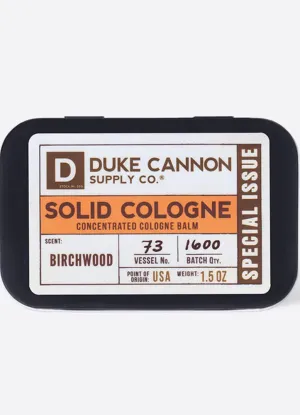 D
DUKE CANNON
SUPPLY CO.®
SOLID COLOGNE
CONCENTRATED COLOGNE BALM
SCENT:
BIRCHWOOD
73
VESSEL No.
1600
BATCH QTY.
POINT OF ORIGIN: USA
WEIGHT: 1.5 OZ
SPECIAL ISSUE